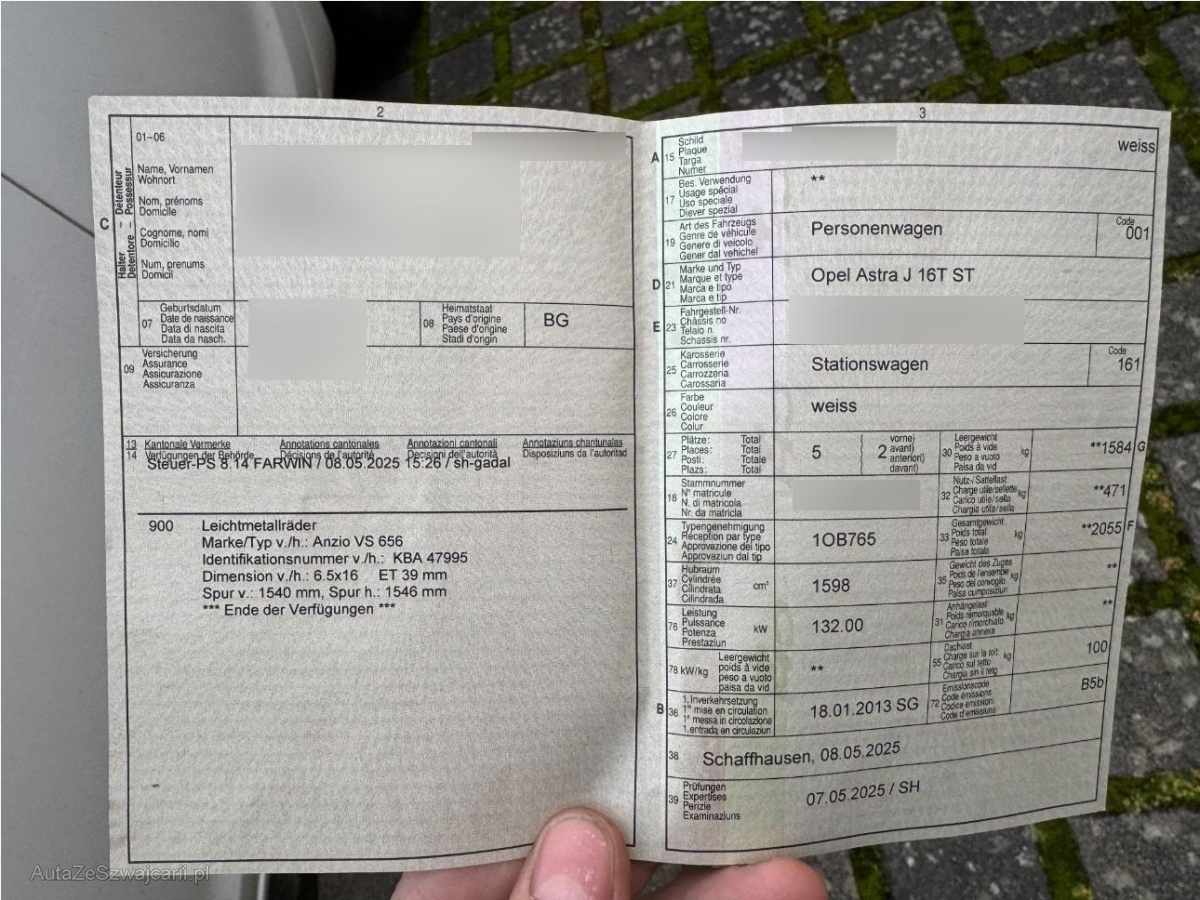 2
01-06
C
Halter - Détenteur
Detentore - Possessur
Name, Vornamen
Wohnort
Nom, prénoms
Domicile
Cognome, nomi
Domicilio
Num, prenums
Domicil
07
Geburtsdatum
Date de naissance
Data di nascita
Data da nasch.
08
Heimatstaat
Pays d'origine
Paese d'origine
Stadi d'origin
BG
09
Versicherung
Assurance
Assicurazione
Assicuranza
13 Kantonale Vermerke Annotations cantonales Annotazioni cantonali Annotaziuns chantunalas
14 Verfügungen der Behörde Décisions de l'autorité Decisioni dell'autorità Disposiziuns da l'autoritad
Steuer-PS 8.14 FARWIN / 08.05.2025 15:26 / sh-gadal
900 Leichtmetallräder
Marke/Typ v./h.: Anzio VS 656
Identifikationsnummer v./h.: KBA 47995
Dimension v./h.: 6.5x16 ET 39 mm
Spur v.: 1540 mm, Spur h.: 1546 mm
*** Ende der Verfügungen ***
3
A 15
Schild
Plaque
Targa
Numer
weiss
17
Bes. Verwendung
Usage spécial
Uso speciale
Diever spezial
**
19
Art des Fahrzeugs
Genre de véhicule
Genere di veicolo
Gener dal vehichel
Personenwagen
Code
001
D 21
Marke und Typ
Marque et type
Marca e tipo
Marca e tip
Opel Astra J 16T ST
E 23
Fahrgestell-Nr.
Châssis no
Telaio n.
Schassis nr.
25
Karosserie
Carrosserie
Carrozzeria
Carossaria
Stationswagen
Code
161
26
Farbe
Couleur
Colore
Colur
weiss
27
Plätze: Total
Places: Total
Posti: Totale
Plazs: Total
5
2
vorne)
avant)
anteriori)
davant)
30
Leergewicht
Poids à vide
Peso a vuoto
Paisa da vid
kg
**1584 G
18
Stammnummer
N° matricule
N. di matricola
Nr. da matricla
32
Nutz-/Sattellast
Charge utile/sellette
Carico utile/sella
Chargia utila/sella
kg
**471
24
Typengenehmigung
Réception par type
Approvazione del tipo
Approvaziun dal tip
1OB765
33
Gesamtgewicht
Poids total
Peso totale
Paisa totala
kg
**2055 F
37
Hubraum
Cylindrée
Cilindrata
Cilindrada
cm³
1598
35
Gewicht des Zuges
Poids de l'ensemble
Peso del convoglio
Paisa cumposiziun
kg
**
76
Leistung
Puissance
Potenza
Prestaziun
kW
132.00
31
Anhängelast
Poids remorquable
Carico rimorchiato
Chargia annexa
kg
**
78 kW/kg
Leergewicht
poids à vide
peso a vuoto
paisa da vid
**
55
Dachlast
Charge sur le toit
Carico sul tetto
Chargia sin il tetg
kg
100
B 36
1.Inverkehrsetzung
1re mise en circulation
1a messa in circolazione
1.entrada en circulaziun
18.01.2013 SG
72
Emissionscode
Code émissions
Codice emissioni
Code d'emissiuns
B5b
38
Schaffhausen, 08.05.2025
39
Prüfungen
Expertises
Perizie
Examinaziuns
07.05.2025 / SH
AutaZeSzwajcarii.pl